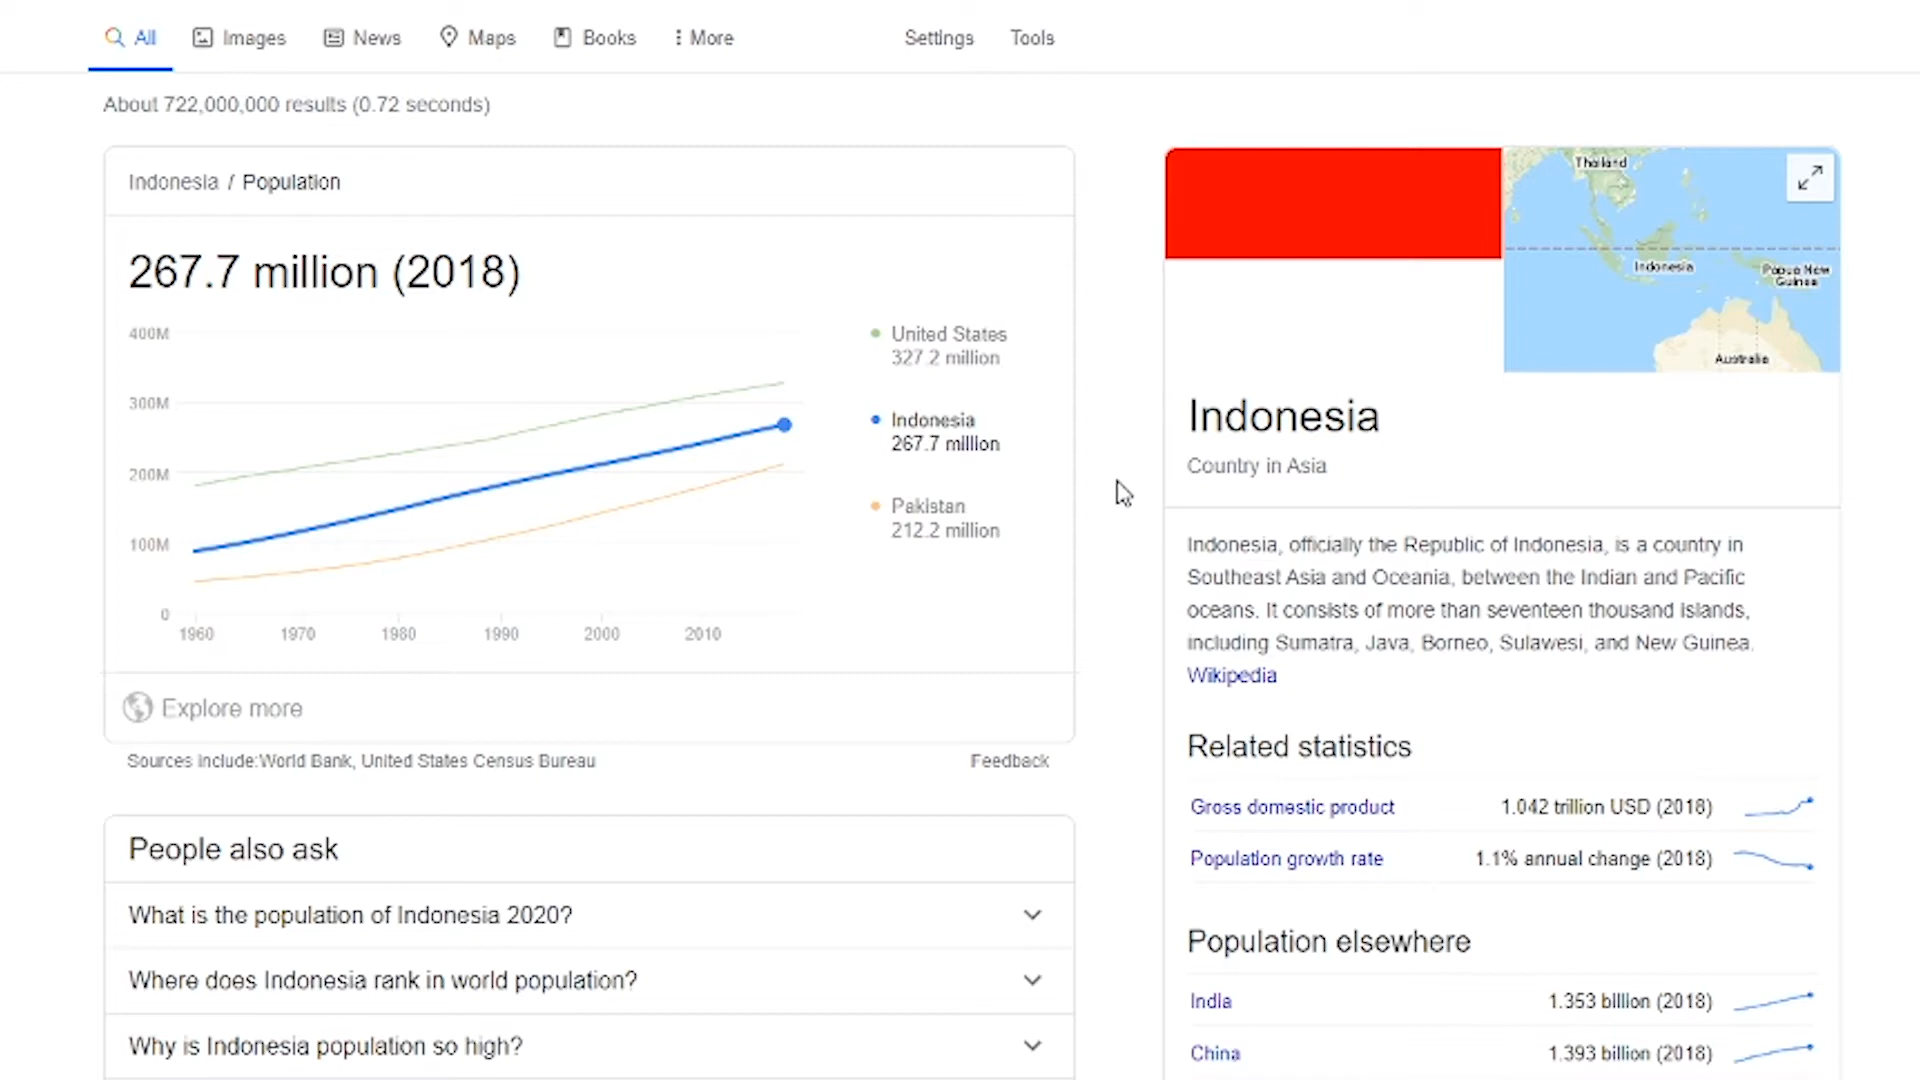 All Images News Maps Books More Settings Tools
About 722,000,000 results (0.72 seconds)
Indonesia / Population
267.7 million (2018)
400M
300M
200M
100M
0
1960 1970 1980 1990 2000 2010
United States
327.2 million
Indonesia
267.7 million
Pakistan
212.2 million
Explore more
Sources include:World Bank, United States Census Bureau
Feedback
People also ask
What is the population of Indonesia 2020?
Where does Indonesia rank in world population?
Why is Indonesia population so high?
Thailand
Indonesia
Papua New
Guinea
Australia
Indonesia
Country in Asia
Indonesia, officially the Republic of Indonesia, is a country in
Southeast Asia and Oceania, between the Indian and Pacific
oceans. It consists of more than seventeen thousand islands,
including Sumatra, Java, Borneo, Sulawesi, and New Guinea.
Wikipedia
Related statistics
Gross domestic product 1.042 trillion USD (2018)
Population growth rate 1.1% annual change (2018)
Population elsewhere
India 1.353 billion (2018)
China 1.393 billion (2018)